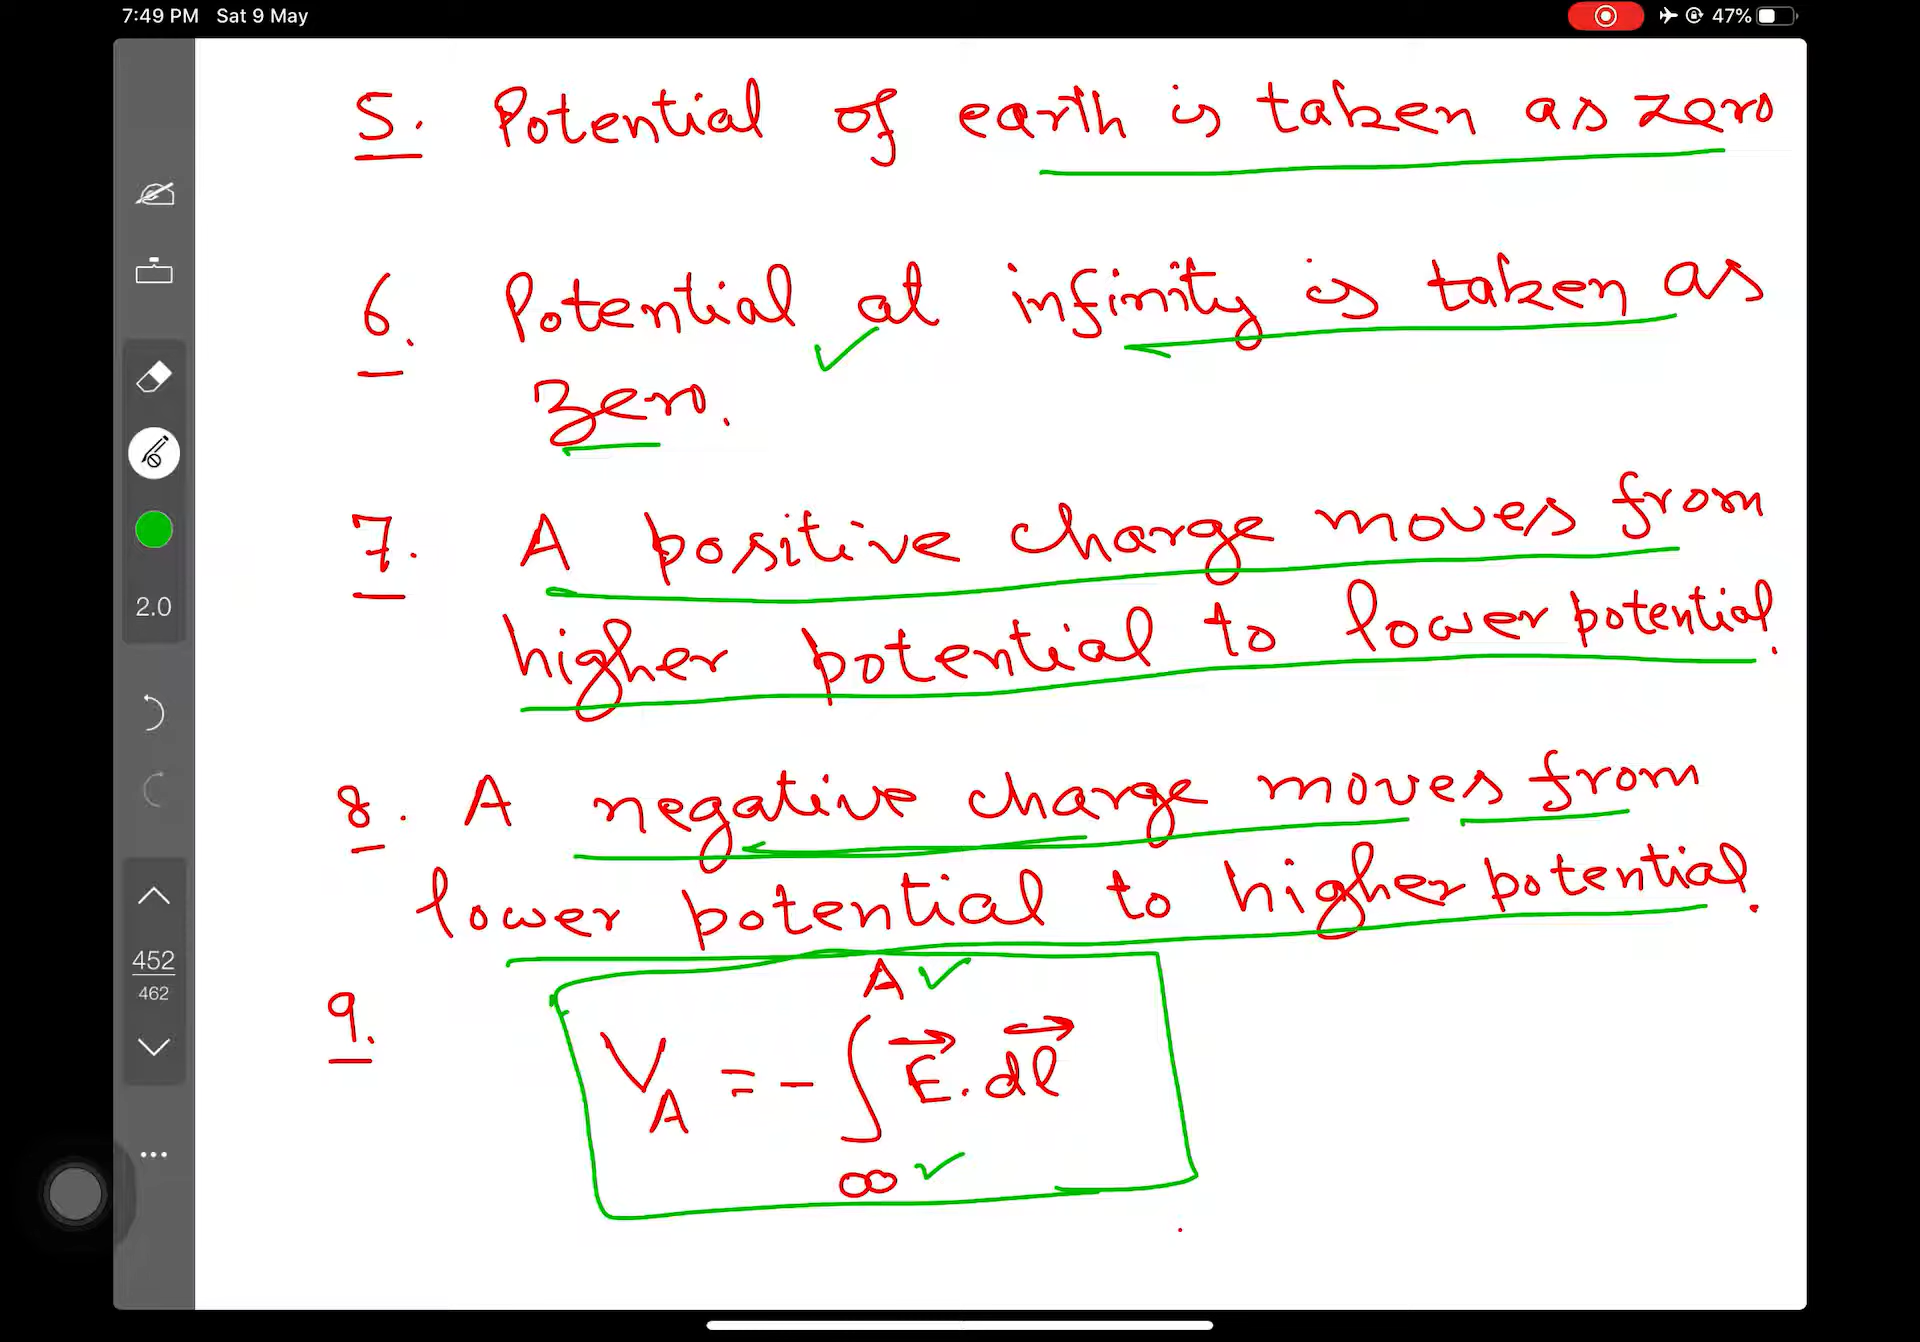 7:49 PM Sat 9 May
47%
5. Potential of earth is taken as zero
6. Potential at infinity is taken as
zero.
7. A positive charge moves from
higher potential to lower potential.
2.0
8. A negative charge moves from
lower potential to higher potential.
452
462
9.
A
V_A = - ∫ E⃗ . dl⃗
∞